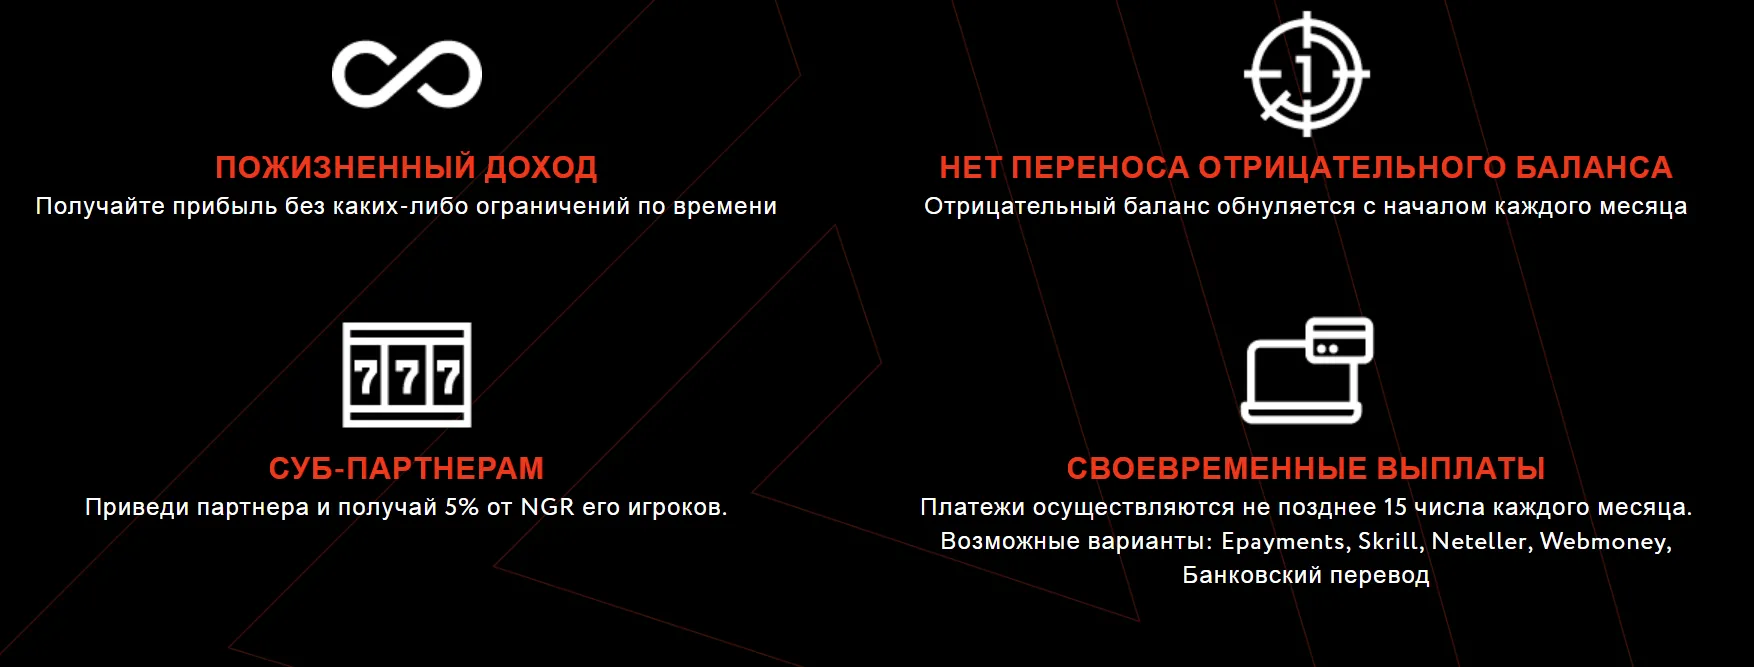 1
ПОЖИЗНЕННЫЙ ДОХОД
Получайте прибыль без каких-либо ограничений по времени
НЕТ ПЕРЕНОСА ОТРИЦАТЕЛЬНОГО БАЛАНСА
Отрицательный баланс обнуляется с началом каждого месяца
777
СУБ-ПАРТНЕРАМ
Приведи партнера и получай 5% от NGR его игроков.
СВОЕВРЕМЕННЫЕ ВЫПЛАТЫ
Платежи осуществляются не позднее 15 числа каждого месяца.
Возможные варианты: Epayments, Skrill, Neteller, Webmoney,
Банковский перевод